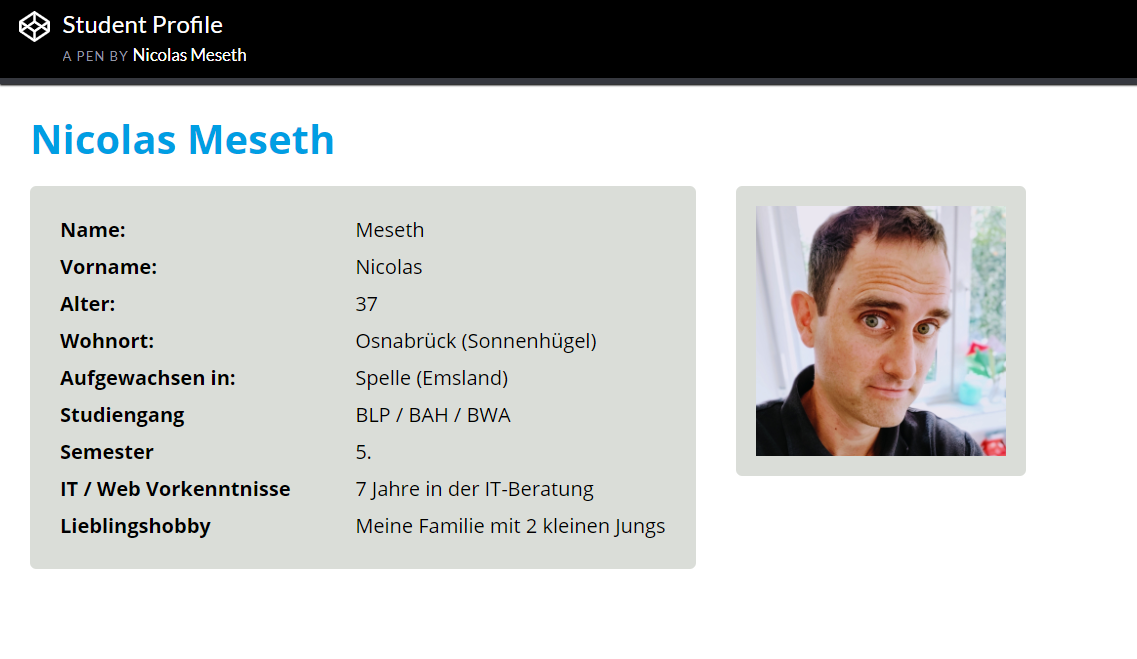 Student Profile
A PEN BY Nicolas Meseth
Nicolas Meseth
Name: Meseth
Vorname: Nicolas
Alter: 37
Wohnort: Osnabrück (Sonnenhügel)
Aufgewachsen in: Spelle (Emsland)
Studiengang BLP / BAH / BWA
Semester 5.
IT / Web Vorkenntnisse 7 Jahre in der IT-Beratung
Lieblingshobby Meine Familie mit 2 kleinen Jungs